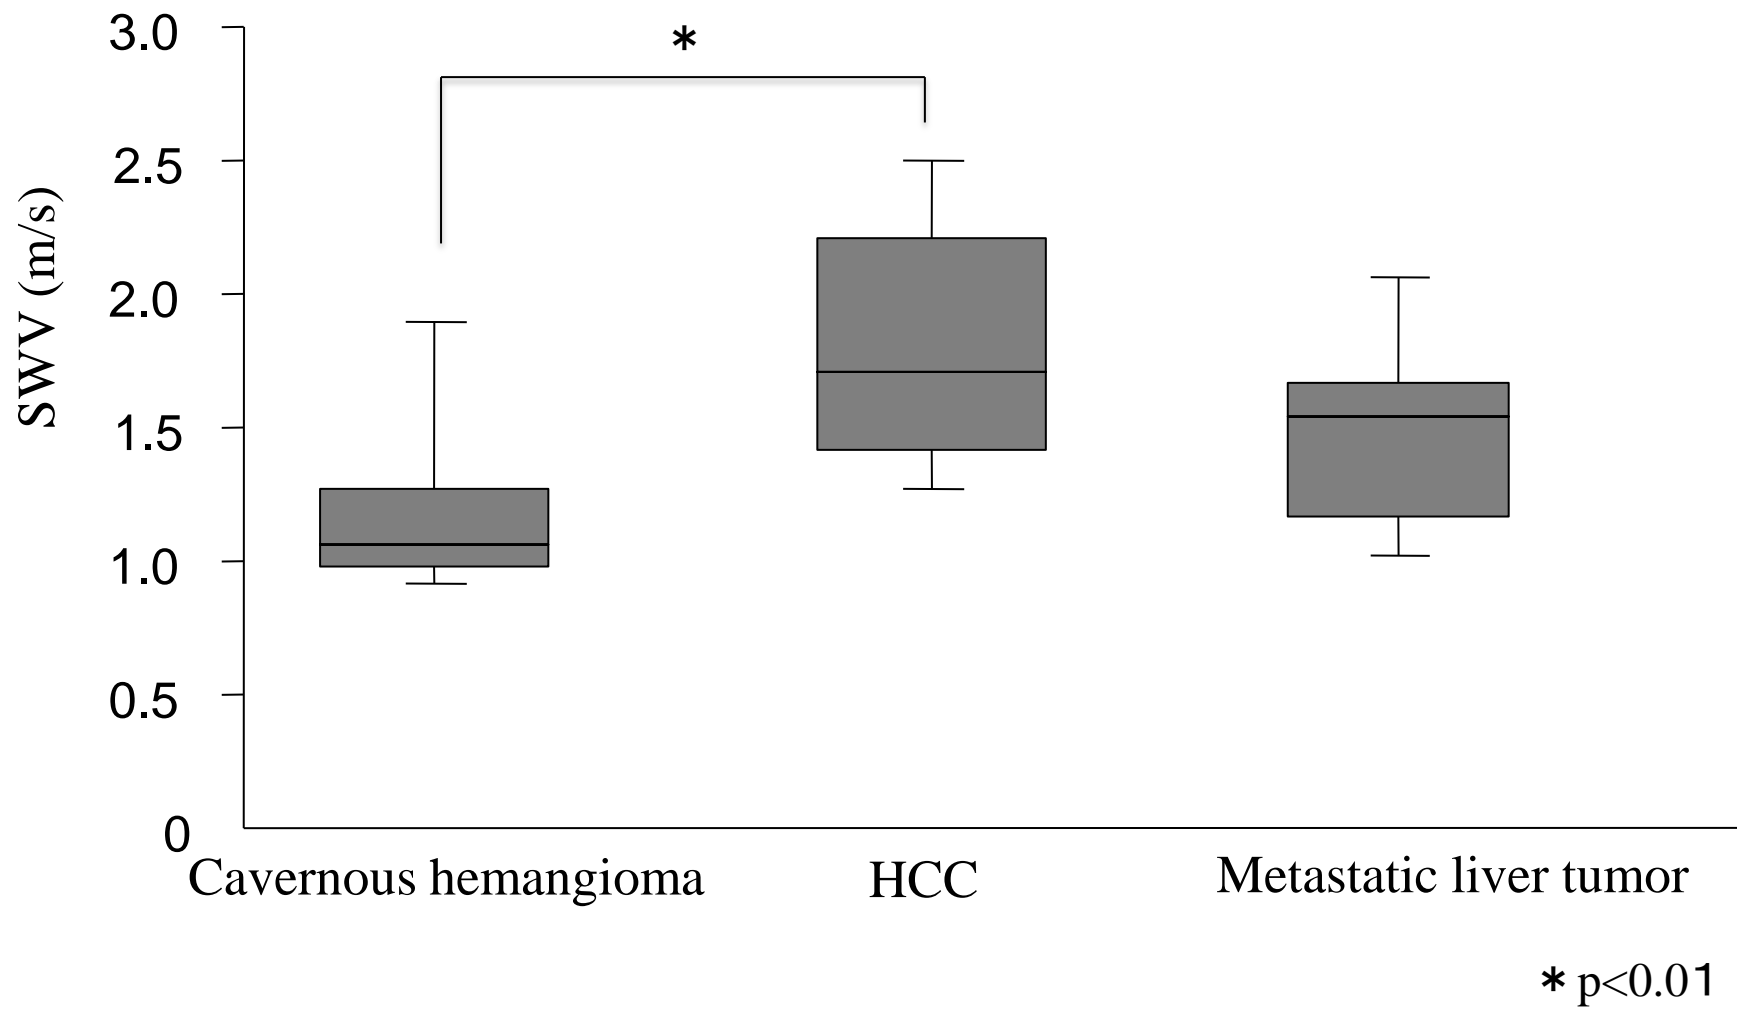 3.0
*
2.5
2.0
1.5
1.0
0.5
0
SWV (m/s)
Cavernous hemangioma
HCC
Metastatic liver tumor
* p<0.01